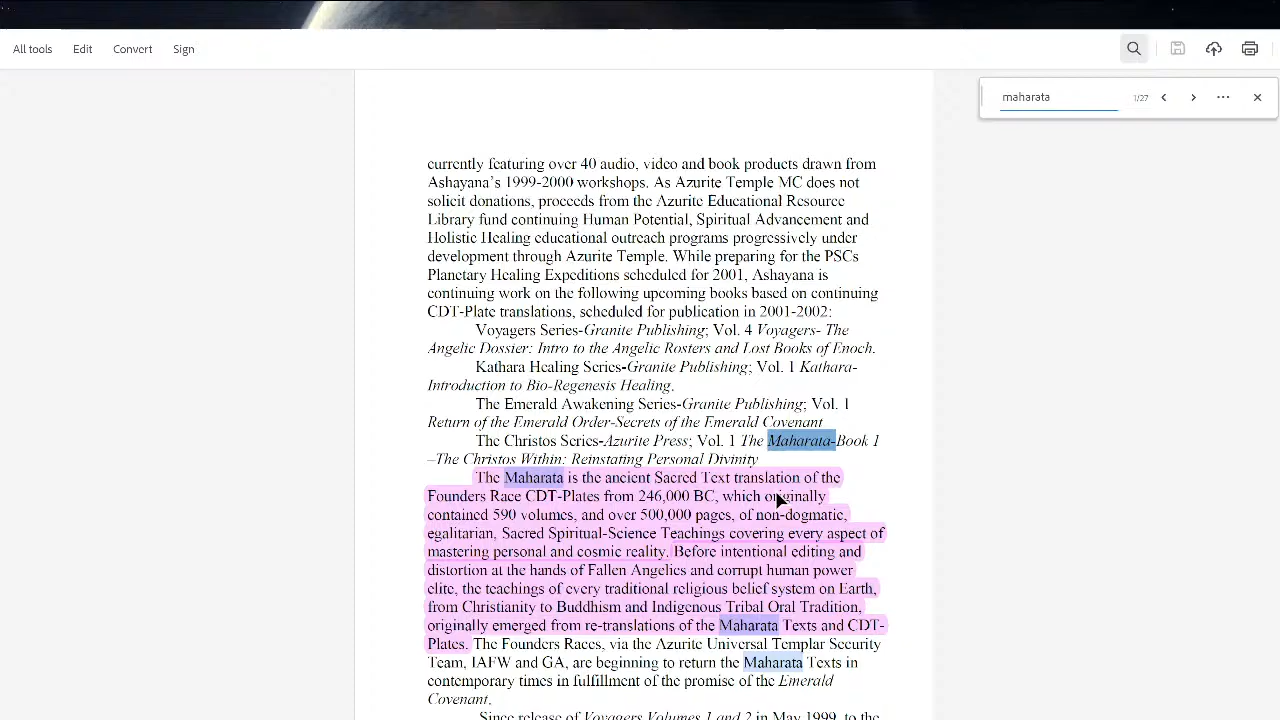 All tools Edit Convert Sign
maharata 1/27
currently featuring over 40 audio, video and book products drawn from
Ashayana's 1999-2000 workshops. As Azurite Temple MC does not
solicit donations, proceeds from the Azurite Educational Resource
Library fund continuing Human Potential, Spiritual Advancement and
Holistic Healing educational outreach programs progressively under
development through Azurite Temple. While preparing for the PSCs
Planetary Healing Expeditions scheduled for 2001, Ashayana is
continuing work on the following upcoming books based on continuing
CDT-Plate translations, scheduled for publication in 2001-2002:
Voyagers Series-Granite Publishing; Vol. 4 Voyagers- The
Angelic Dossier: Intro to the Angelic Rosters and Lost Books of Enoch.
Kathara Healing Series-Granite Publishing; Vol. 1 Kathara-
Introduction to Bio-Regenesis Healing,
The Emerald Awakening Series-Granite Publishing; Vol. 1
Return of the Emerald Order-Secrets of the Emerald Covenant
The Christos Series-Azurite Press; Vol. 1 The Maharata-Book 1
–The Christos Within: Reinstating Personal Divinity
The Maharata is the ancient Sacred Text translation of the
Founders Race CDT-Plates from 246,000 BC, which originally
contained 590 volumes, and over 500,000 pages, of non-dogmatic,
egalitarian, Sacred Spiritual-Science Teachings covering every aspect of
mastering personal and cosmic reality. Before intentional editing and
distortion at the hands of Fallen Angelics and corrupt human power
elite, the teachings of every traditional religious belief system on Earth,
from Christianity to Buddhism and Indigenous Tribal Oral Tradition,
originally emerged from re-translations of the Maharata Texts and CDT-
Plates. The Founders Races, via the Azurite Universal Templar Security
Team, IAFW and GA, are beginning to return the Maharata Texts in
contemporary times in fulfillment of the promise of the Emerald
Covenant,
Since release of Voyagers Volumes 1 and 2 in May 1999, to the